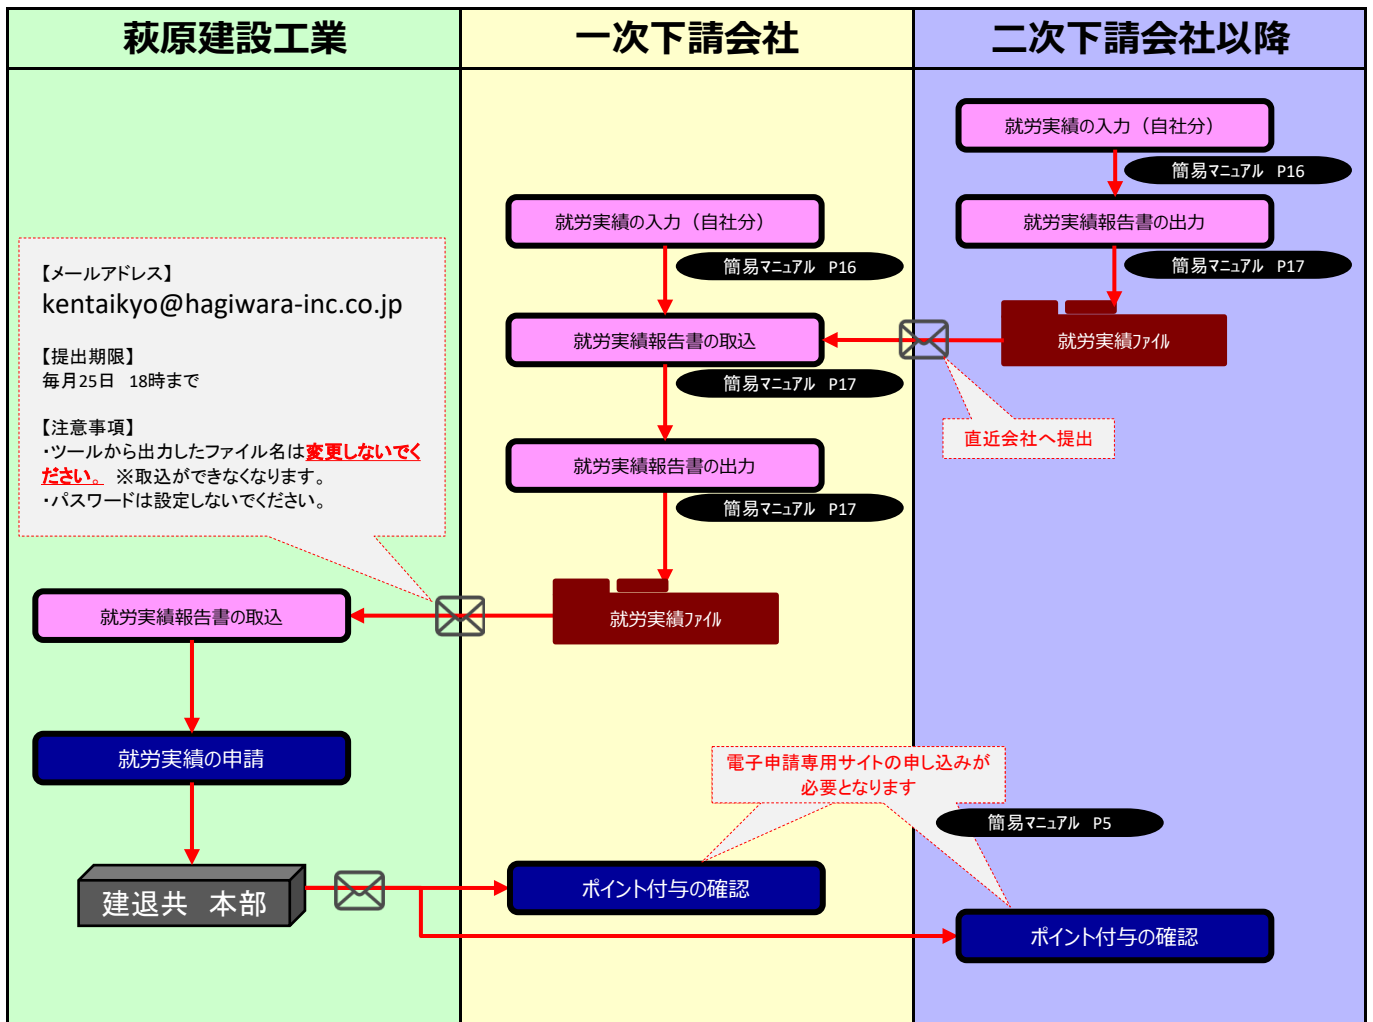 萩原建設工業
一次下請会社
二次下請会社以降
就労実績の入力（自社分）
簡易マニュアル P16
就労実績報告書の出力
簡易マニュアル P17
就労実績ファイル
直近会社へ提出
就労実績の入力（自社分）
簡易マニュアル P16
就労実績報告書の取込
簡易マニュアル P17
就労実績報告書の出力
簡易マニュアル P17
就労実績ファイル
【メールアドレス】
kentaikyo@hagiwara-inc.co.jp
【提出期限】
毎月25日 18時まで
【注意事項】
・ツールから出力したファイル名は変更しないでく
ださい。 ※取込ができなくなります。
・パスワードは設定しないでください。
就労実績報告書の取込
就労実績の申請
建退共 本部
電子申請専用サイトの申し込みが
必要となります
簡易マニュアル P5
ポイント付与の確認
ポイント付与の確認